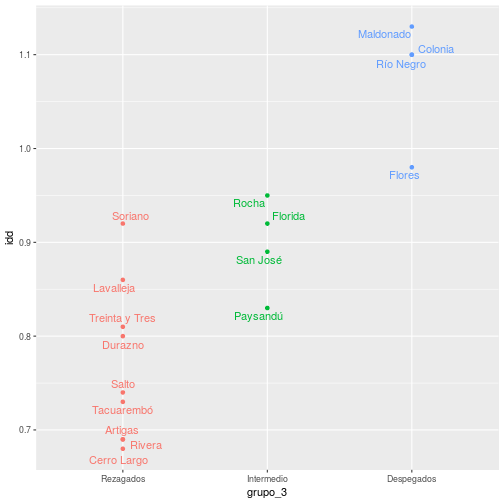 Maldonado
Colonia
Río Negro
Flores
Rocha
Florida
San José
Paysandú
Soriano
Lavalleja
Treinta y Tres
Durazno
Salto
Tacuarembó
Artigas
Rivera
Cerro Largo
1.1
1.0
0.9
0.8
0.7
idd
Rezagados Intermedio Despegados
grupo_3